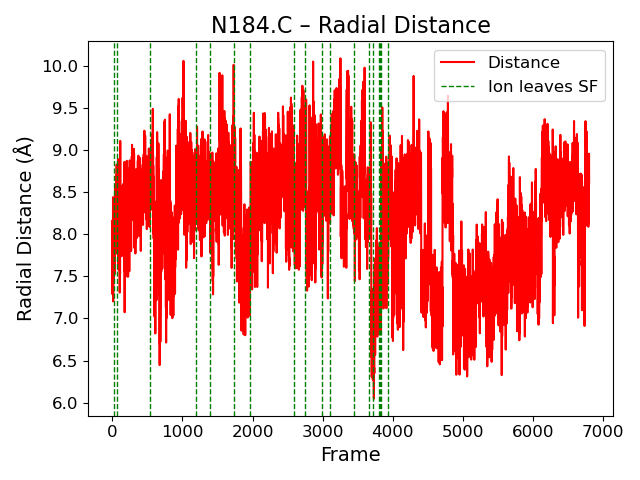 N184.C – Radial Distance
Radial Distance (Å)
10.0
9.5
9.0
8.5
8.0
7.5
7.0
6.5
6.0
Distance
Ion leaves SF
0 1000 2000 3000 4000 5000 6000 7000
Frame